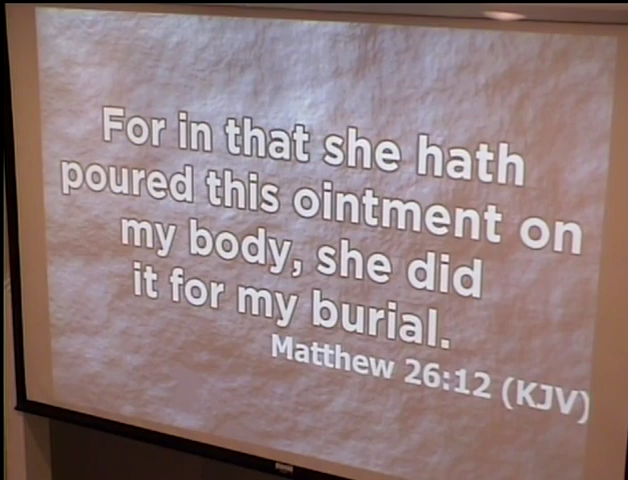 For in that she hath
poured this ointment on
my body, she did
it for my burial.
Matthew 26:12 (KJV)